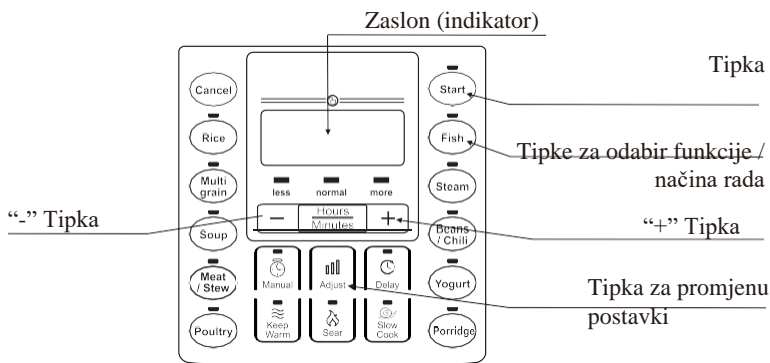 Zaslon (indikator)
Tipka
Cancel
Start
Rice
Fish
Tipke za odabir funkcije /
načina rada
Multi
grain
less normal more
Steam
“-” Tipka
Soup
− Hours +
Minutes
Beans
/ Chili
“+” Tipka
Meat
/ Stew
Manual
Adjust
Delay
Yogurt
Tipka za promjenu
postavki
Poultry
Keep
Warm
Sear
Slow
Cook
Porridge